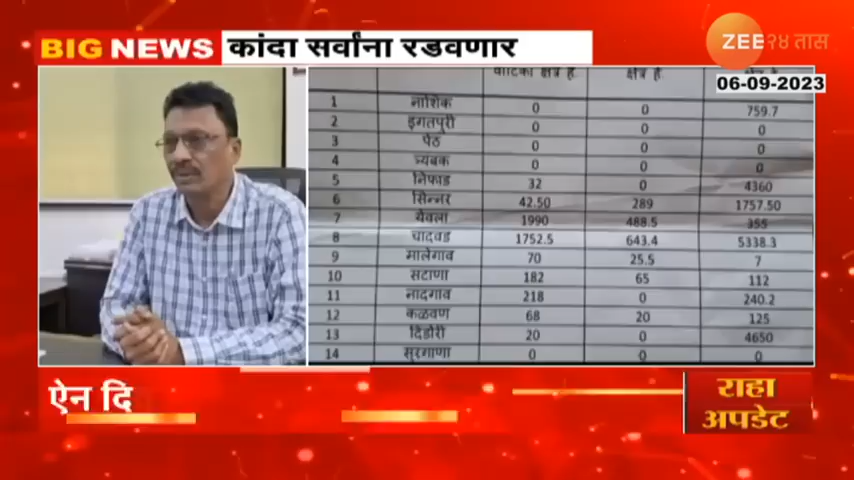 BIG NEWS कांदा सर्वांना रडवणार
ZEE २४ तास
06-09-2023
वाटिका क्षेत्र हे क्षेत्र हे
1 नाशिक 0 0 759.7
2 इगतपुरी 0 0 0
3 पेठ 0 0 0
4 त्र्यंबक 0 0 0
5 निफाड 32 0 4360
6 सिन्नर 42.50 289 1757.50
7 येवला 1990 488.5 355
8 चादवड 1752.5 643.4 5338.3
9 मालेगाव 70 25.5 7
10 सटाणा 182 65 112
11 नादगाव 218 0 240.2
12 कळवण 68 20 125
13 दिंडोरी 20 0 4650
14 सुरगाणा 0 0 0
ऐन दि
राहा
अपडेट